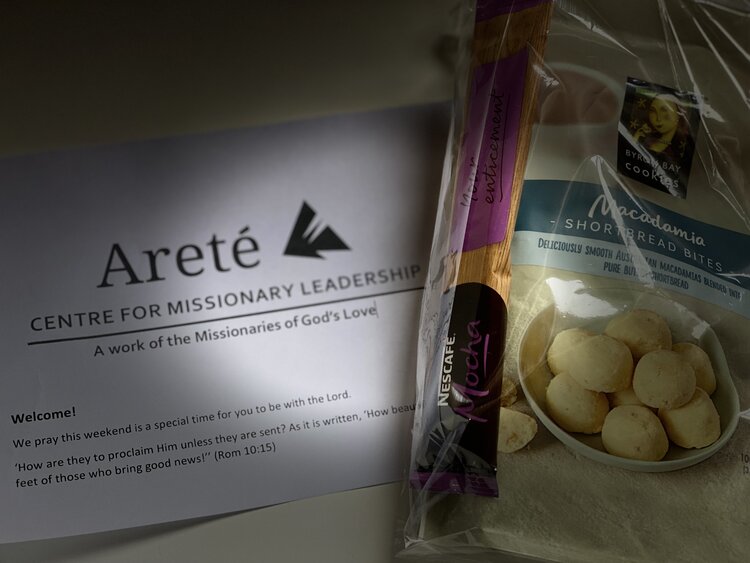 Areté
CENTRE FOR MISSIONARY LEADERSHIP
A work of the Missionaries of God's Love
Welcome!
We pray this weekend is a special time for you to be with the Lord.
'How are they to proclaim Him unless they are sent? As it is written, 'How
feet of those who bring good news!'' (Rom 10:15)
enticement
NESCAFÉ
Mocha
BYRON BAY
COOKIES
Macadamia
- SHORTBREAD BITES -
DELICIOUSLY SMOOTH AUSTRALIAN MACADAMIAS BLENDED INTO
PURE BUTTER SHORTBREAD